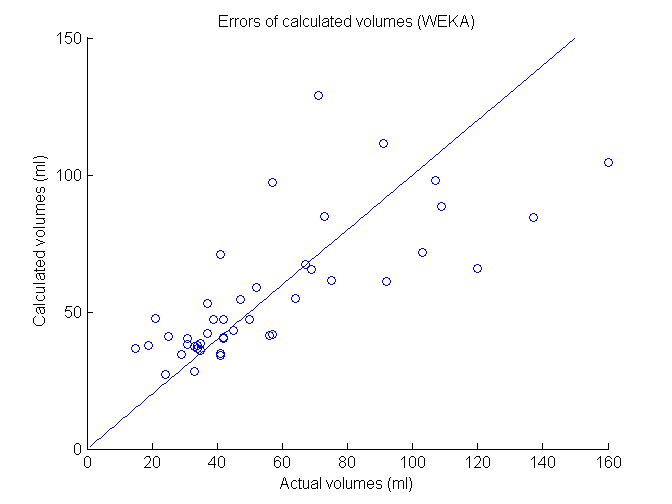 Errors of calculated volumes (WEKA)
150
100
50
0
Calculated volumes (ml)
0 20 40 60 80 100 120 140 160
Actual volumes (ml)